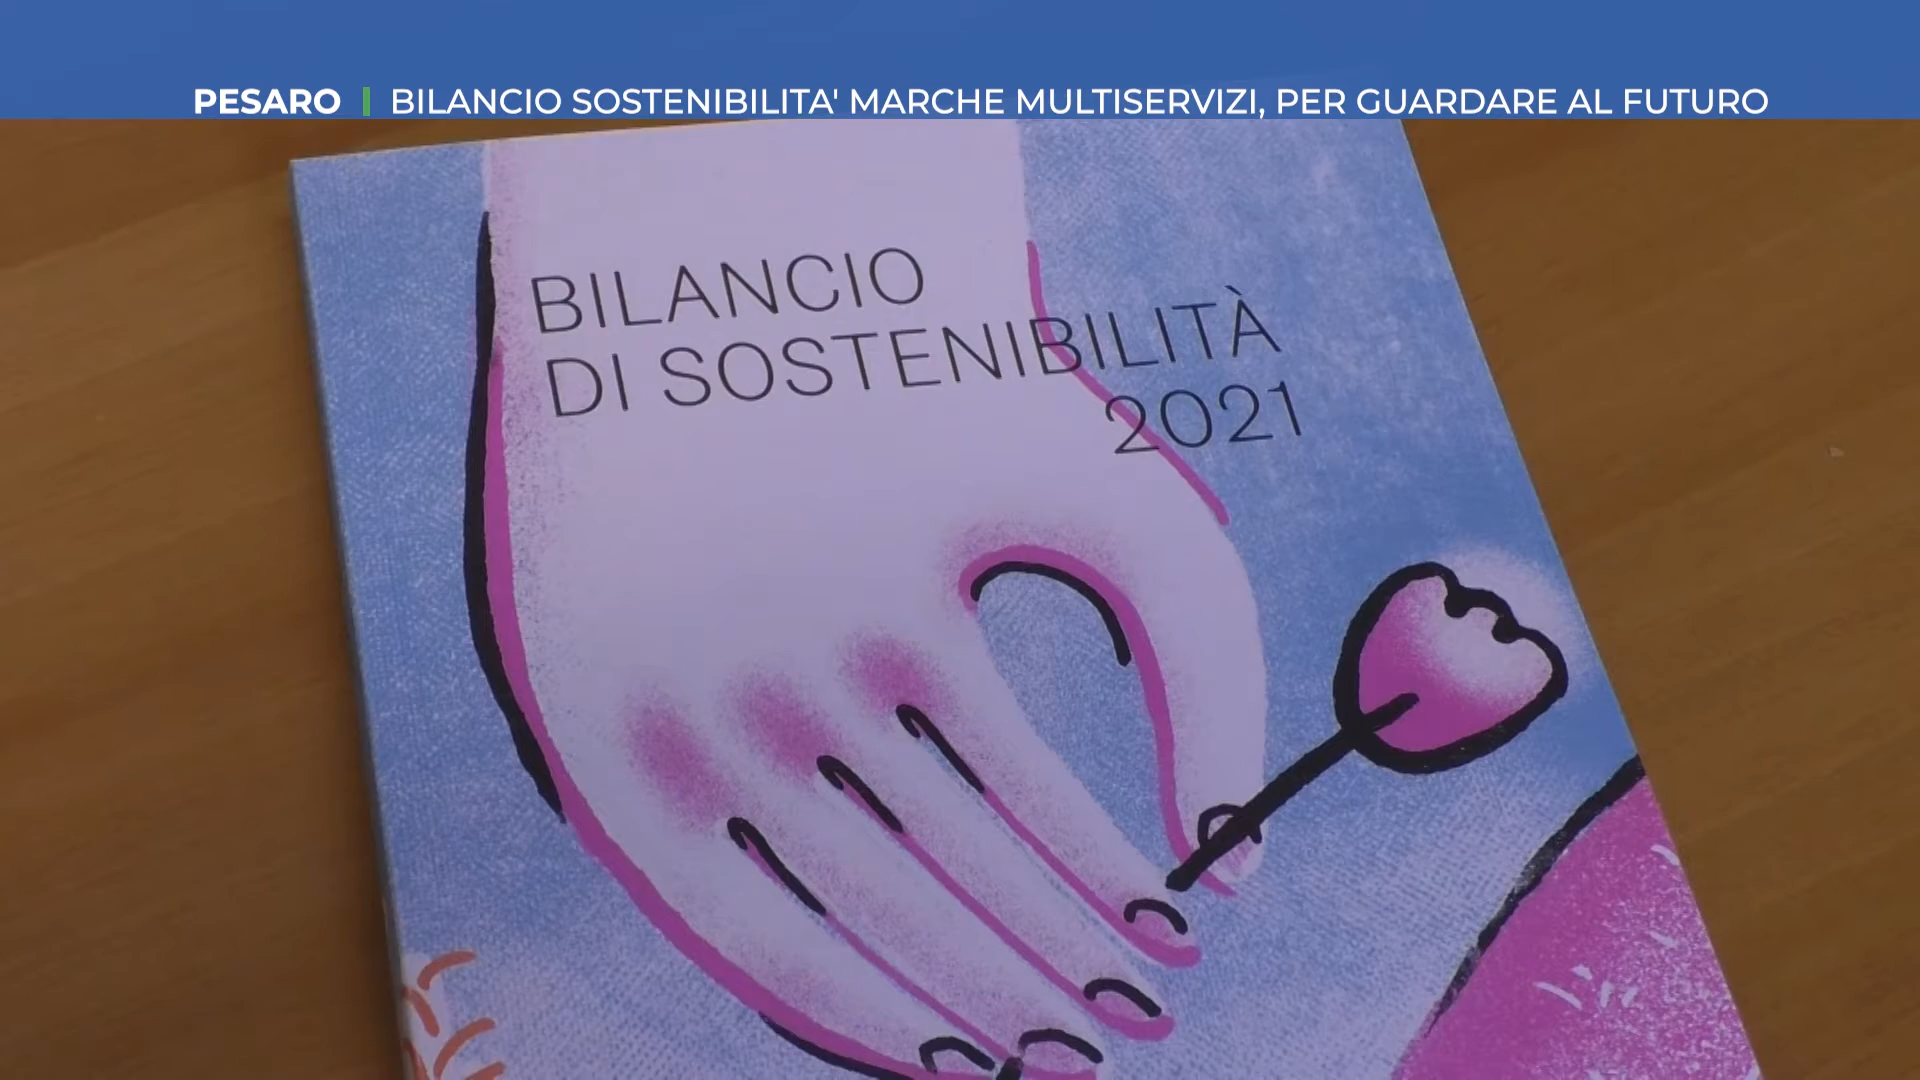 PESARO | BILANCIO SOSTENIBILITA' MARCHE MULTISERVIZI, PER GUARDARE AL FUTURO
BILANCIO
DI SOSTENIBILITÀ
2021